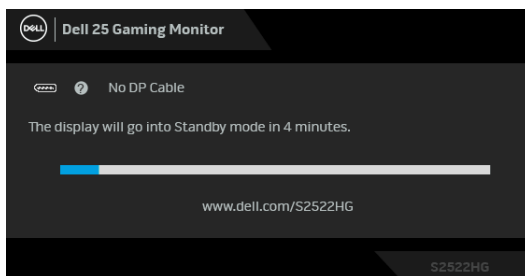 DELL
Dell 25 Gaming Monitor
No DP Cable
The display will go into Standby mode in 4 minutes.
www.dell.com/S2522HG
S2522HG